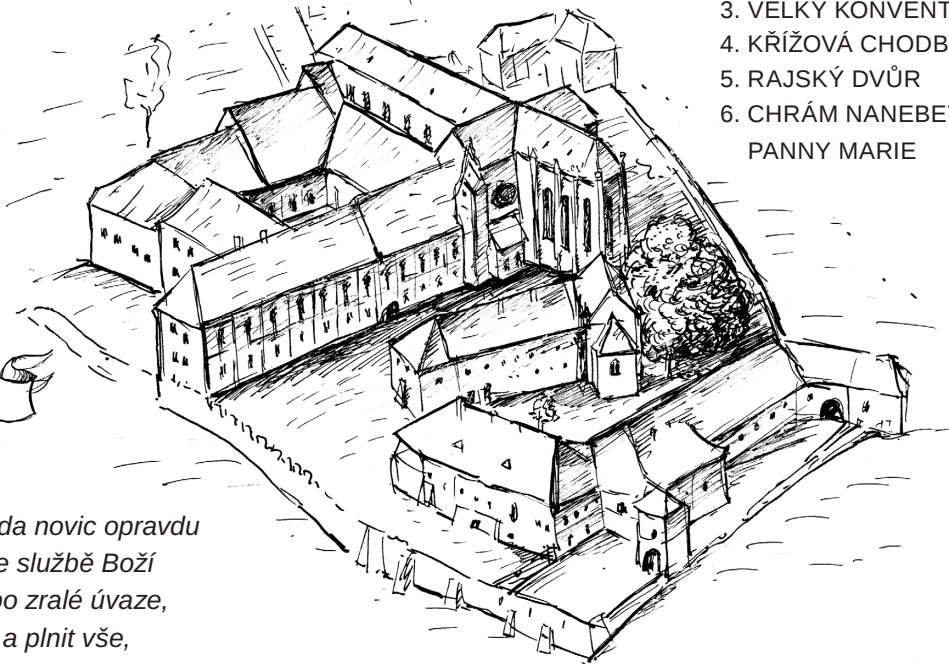 3. VELKÝ KONVENT
4. KŘÍŽOVÁ CHODB
5. RAJSKÝ DVŮR
6. CHRÁM NANEBE
PANNY MARIE
da novic opravdu
e službě Boží
po zralé úvaze,
a plnit vše,